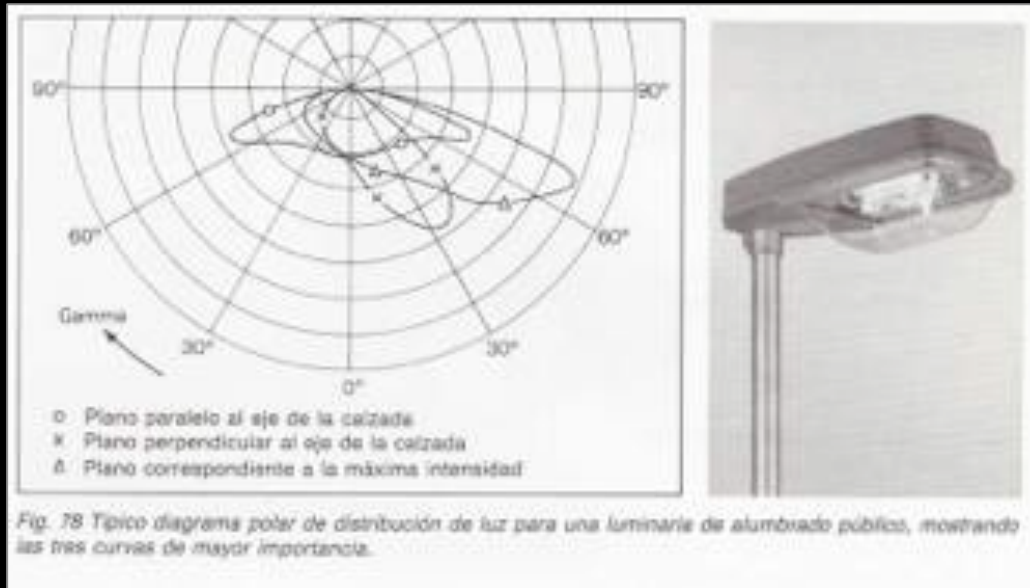 90°
90°
60°
60°
Gamma
30°
30°
0°
o Plano paralelo al eje de la calzada
x Plano perpendicular al eje de la calzada
Δ Plano correspondiente a la máxima intensidad
Fig. 78 Típico diagrama polar de distribución de luz para una luminaria de alumbrado público, mostrando
las tres curvas de mayor importancia.